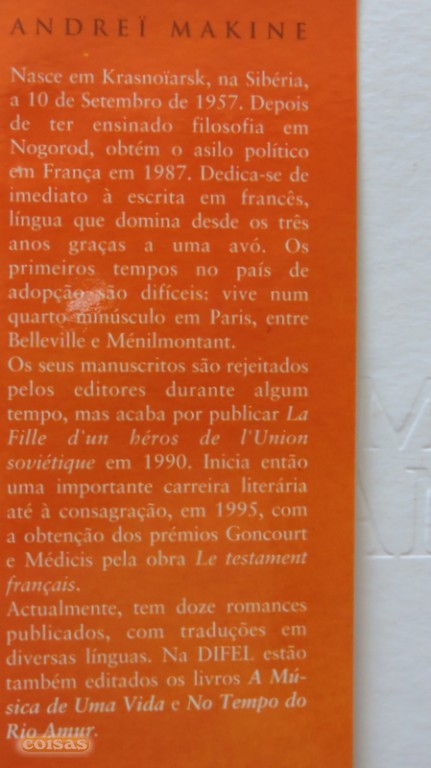 ANDREÏ MAKINE
Nasce em Krasnoïarsk, na Sibéria,
a 10 de Setembro de 1957. Depois
de ter ensinado filosofia em
Nogorod, obtém o asilo político
em França em 1987. Dedica-se de
imediato à escrita em francês,
língua que domina desde os três
anos graças a uma avó. Os
primeiros tempos no país de
adopção são difíceis: vive num
quarto minúsculo em Paris, entre
Belleville e Ménilmontant.
Os seus manuscritos são rejeitados
pelos editores durante algum
tempo, mas acaba por publicar La
Fille d'un héros de l'Union
soviétique em 1990. Inicia então
uma importante carreira literária
até à consagração, em 1995, com
a obtenção dos prémios Goncourt
e Médicis pela obra Le testament
français.
Actualmente, tem doze romances
publicados, com traduções em
diversas línguas. Na DIFEL estão
também editados os livros A Mú-
sica de Uma Vida e No Tempo do
Rio Amur.
coisas